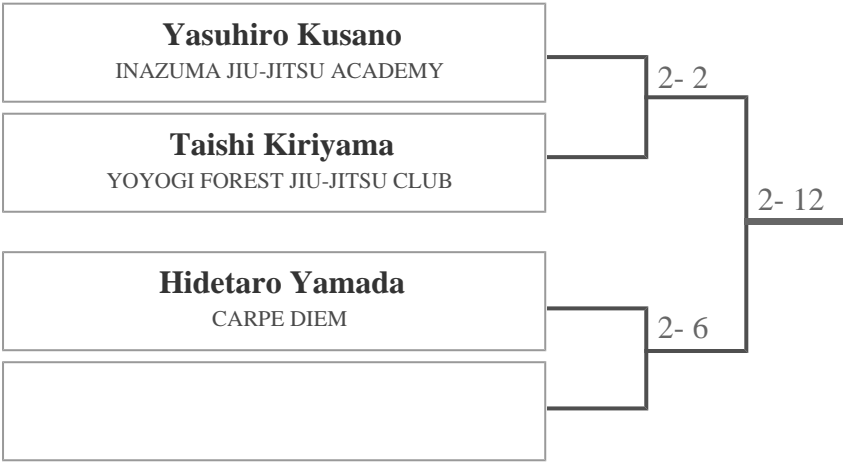 Yasuhiro Kusano
INAZUMA JIU-JITSU ACADEMY
2- 2
Taishi Kiriyama
YOYOGI FOREST JIU-JITSU CLUB
2- 12
Hidetaro Yamada
CARPE DIEM
2- 6